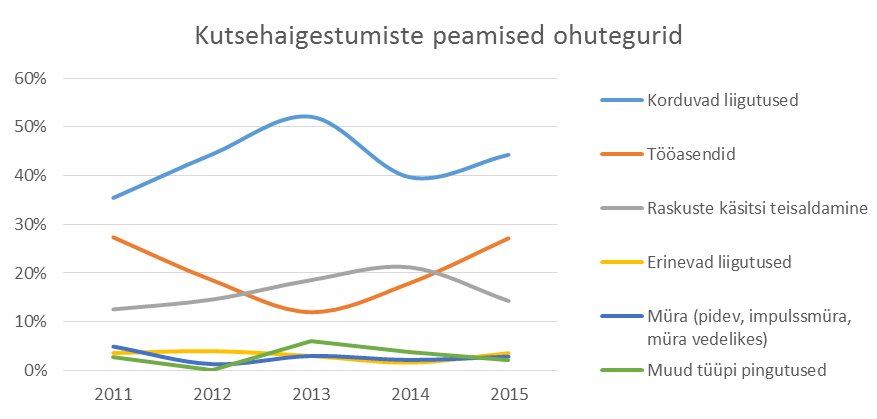 Kutsehaigestumiste peamised ohutegurid
60%
50%
40%
30%
20%
10%
0%
2011 2012 2013 2014 2015
Korduvad liigutused
Tööasendid
Raskuste käsitsi teisaldamine
Erinevad liigutused
Müra (pidev, impulssmüra,
müra vedelikes)
Muud tüüpi pingutused